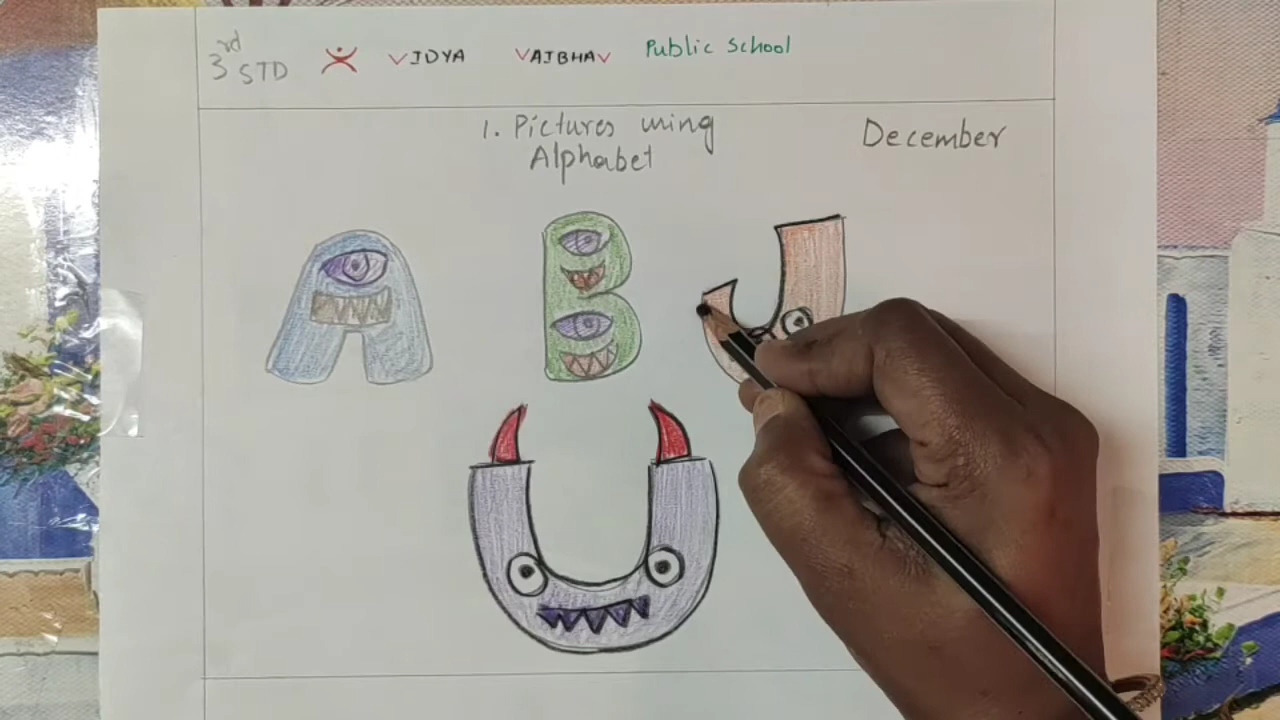 3rd STD VIDYA VAIBHAV Public School
1. Pictures using
Alphabet
December
A B J
U